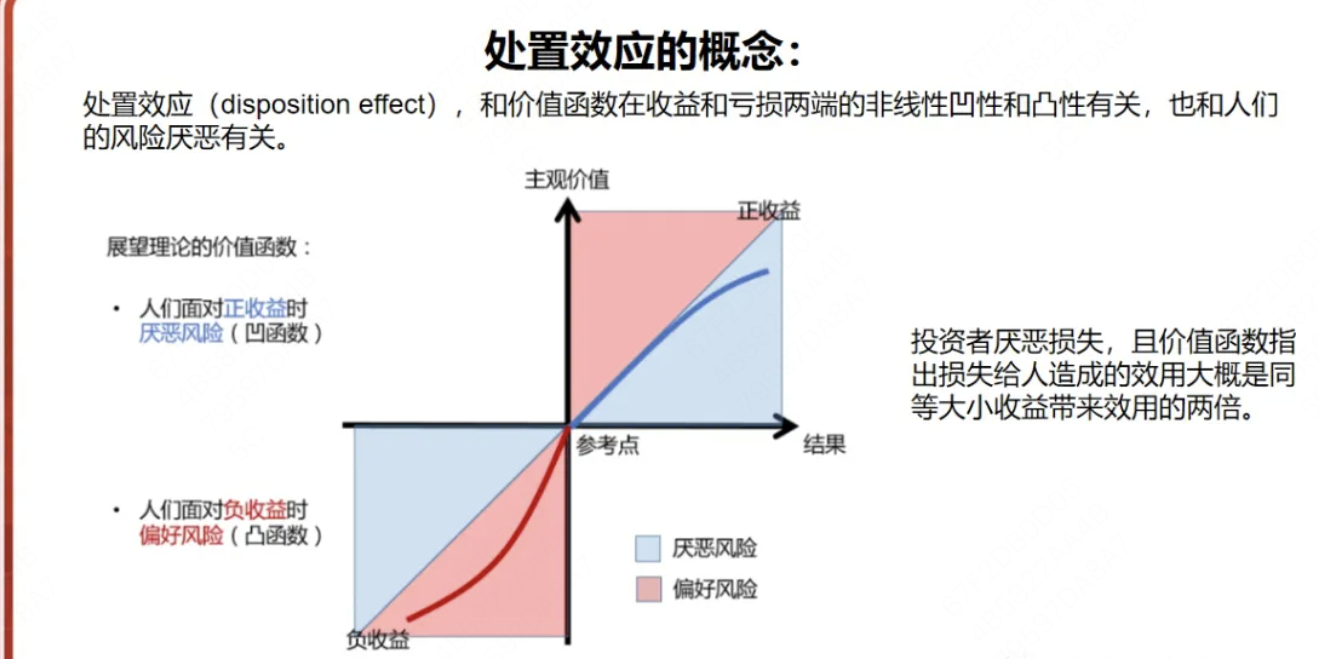 处置效应的概念：
处置效应（disposition effect），和价值函数在收益和亏损两端的非线性凹性和凸性有关，也和人们
的风险厌恶有关。
主观价值
正收益
展望理论的价值函数：
• 人们面对正收益时
厌恶风险（凹函数）
投资者厌恶损失，且价值函数指
出损失给人造成的效用大概是同
等大小收益带来效用的两倍。
参考点
结果
• 人们面对负收益时
偏好风险（凸函数）
厌恶风险
偏好风险
负收益